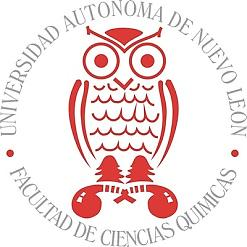 UNIVERSIDAD AUTONOMA DE NUEVO LEON
FACULTAD DE CIENCIAS QUIMICAS